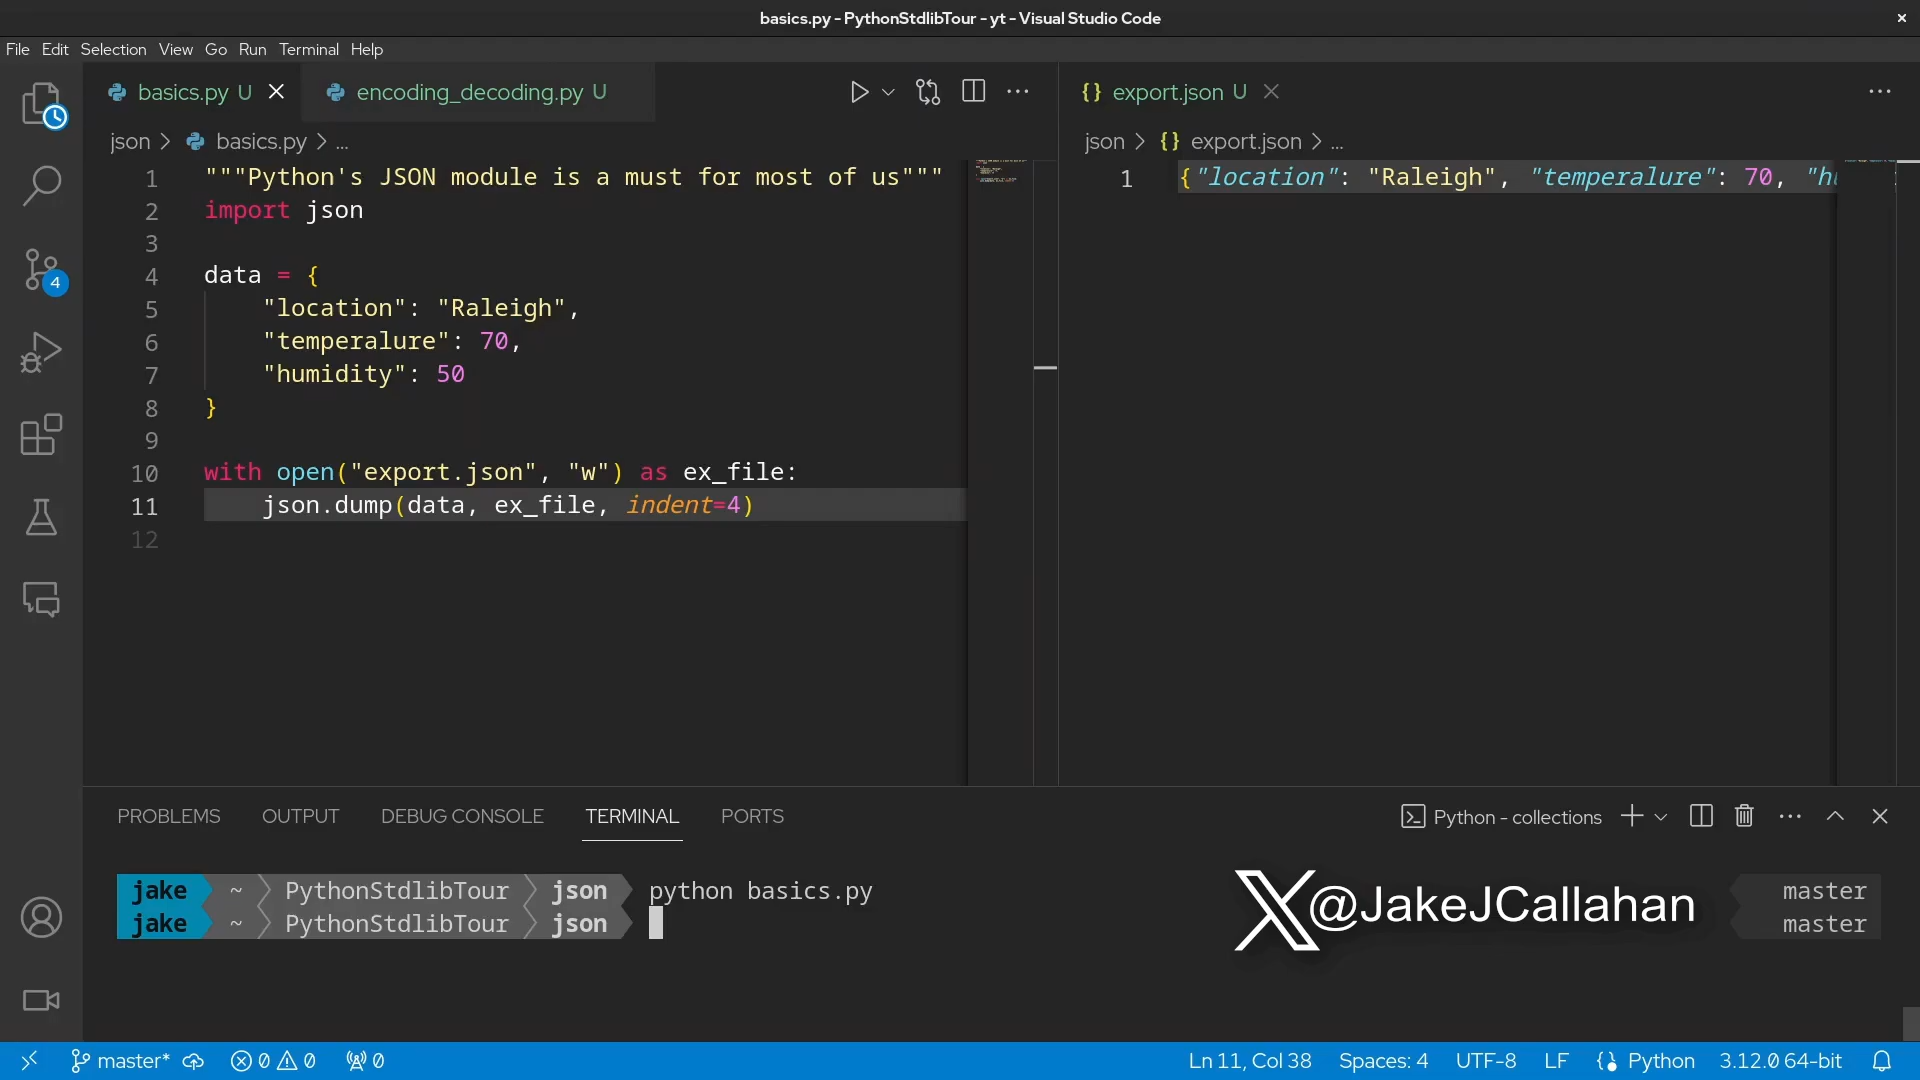 basics.py - PythonStdlibTour - yt - Visual Studio Code
File Edit Selection View Go Run Terminal Help
basics.py U encoding_decoding.py U
json > basics.py > ...
1 """Python's JSON module is a must for most of us"""
2 import json
3
4 data = {
5 "location": "Raleigh",
6 "temperalure": 70,
7 "humidity": 50
8 }
9
10 with open("export.json", "w") as ex_file:
11 json.dump(data, ex_file, indent=4)
12
export.json U
json > {} export.json > ...
1 {"location": "Raleigh", "temperalure": 70, "hu
4
PROBLEMS OUTPUT DEBUG CONSOLE TERMINAL PORTS
Python - collections
jake ~ PythonStdlibTour json python basics.py master
jake ~ PythonStdlibTour json master
@JakeJCallahan
master* 0 0 0
Ln 11, Col 38 Spaces: 4 UTF-8 LF Python 3.12.0 64-bit